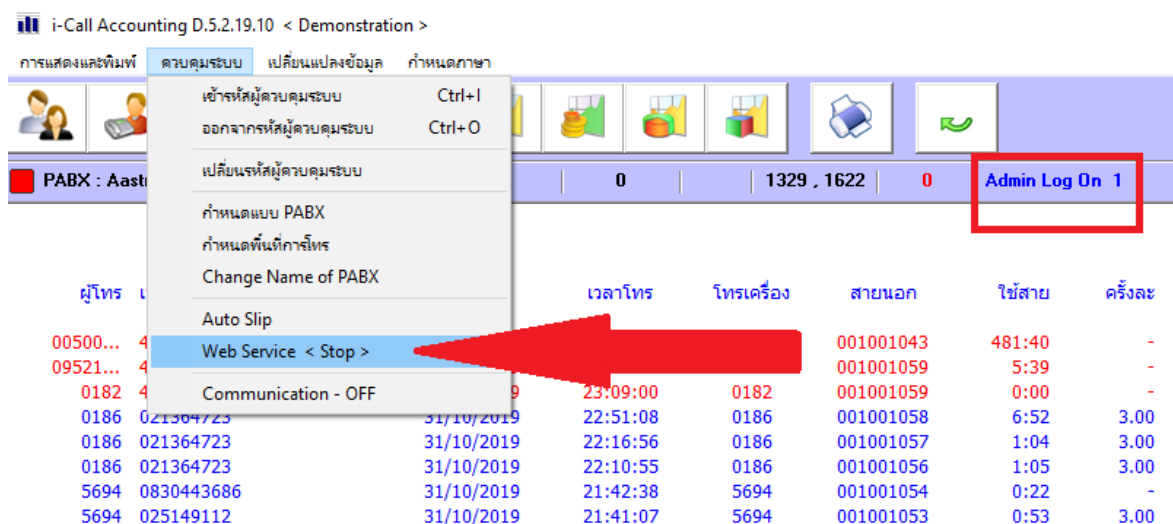 i-Call Accounting D.5.2.19.10 < Demonstration >
การแสดงและพิมพ์ ควบคุมระบบ เปลี่ยนแปลงข้อมูล กำหนดภาษา
เข้ารหัสผู้ควบคุมระบบ Ctrl+I
ออกจากรหัสผู้ควบคุมระบบ Ctrl+O
เปลี่ยนรหัสผู้ควบคุมระบบ
กำหนดแบบ PABX
กำหนดพื้นที่การโทร
Change Name of PABX
Auto Slip
Web Service < Stop >
Communication - OFF
PABX : 0 1329 , 1622 0 Admin Log On 1
ผู้โทร เวลาโทร โทรเครื่อง สายนอก ใช้สาย ครั้งละ
00500... 4 001001043 481:40 -
09521... 4 001001059 5:39 -
0182 4 9 23:09:00 0182 001001059 0:00 -
0186 021364723 31/10/2019 22:51:08 0186 001001058 6:52 3.00
0186 021364723 31/10/2019 22:16:56 0186 001001057 1:04 3.00
0186 021364723 31/10/2019 22:10:55 0186 001001056 1:05 3.00
5694 0830443686 31/10/2019 21:42:38 5694 001001054 0:22 -
5694 025149112 31/10/2019 21:41:07 5694 001001053 0:53 3.00